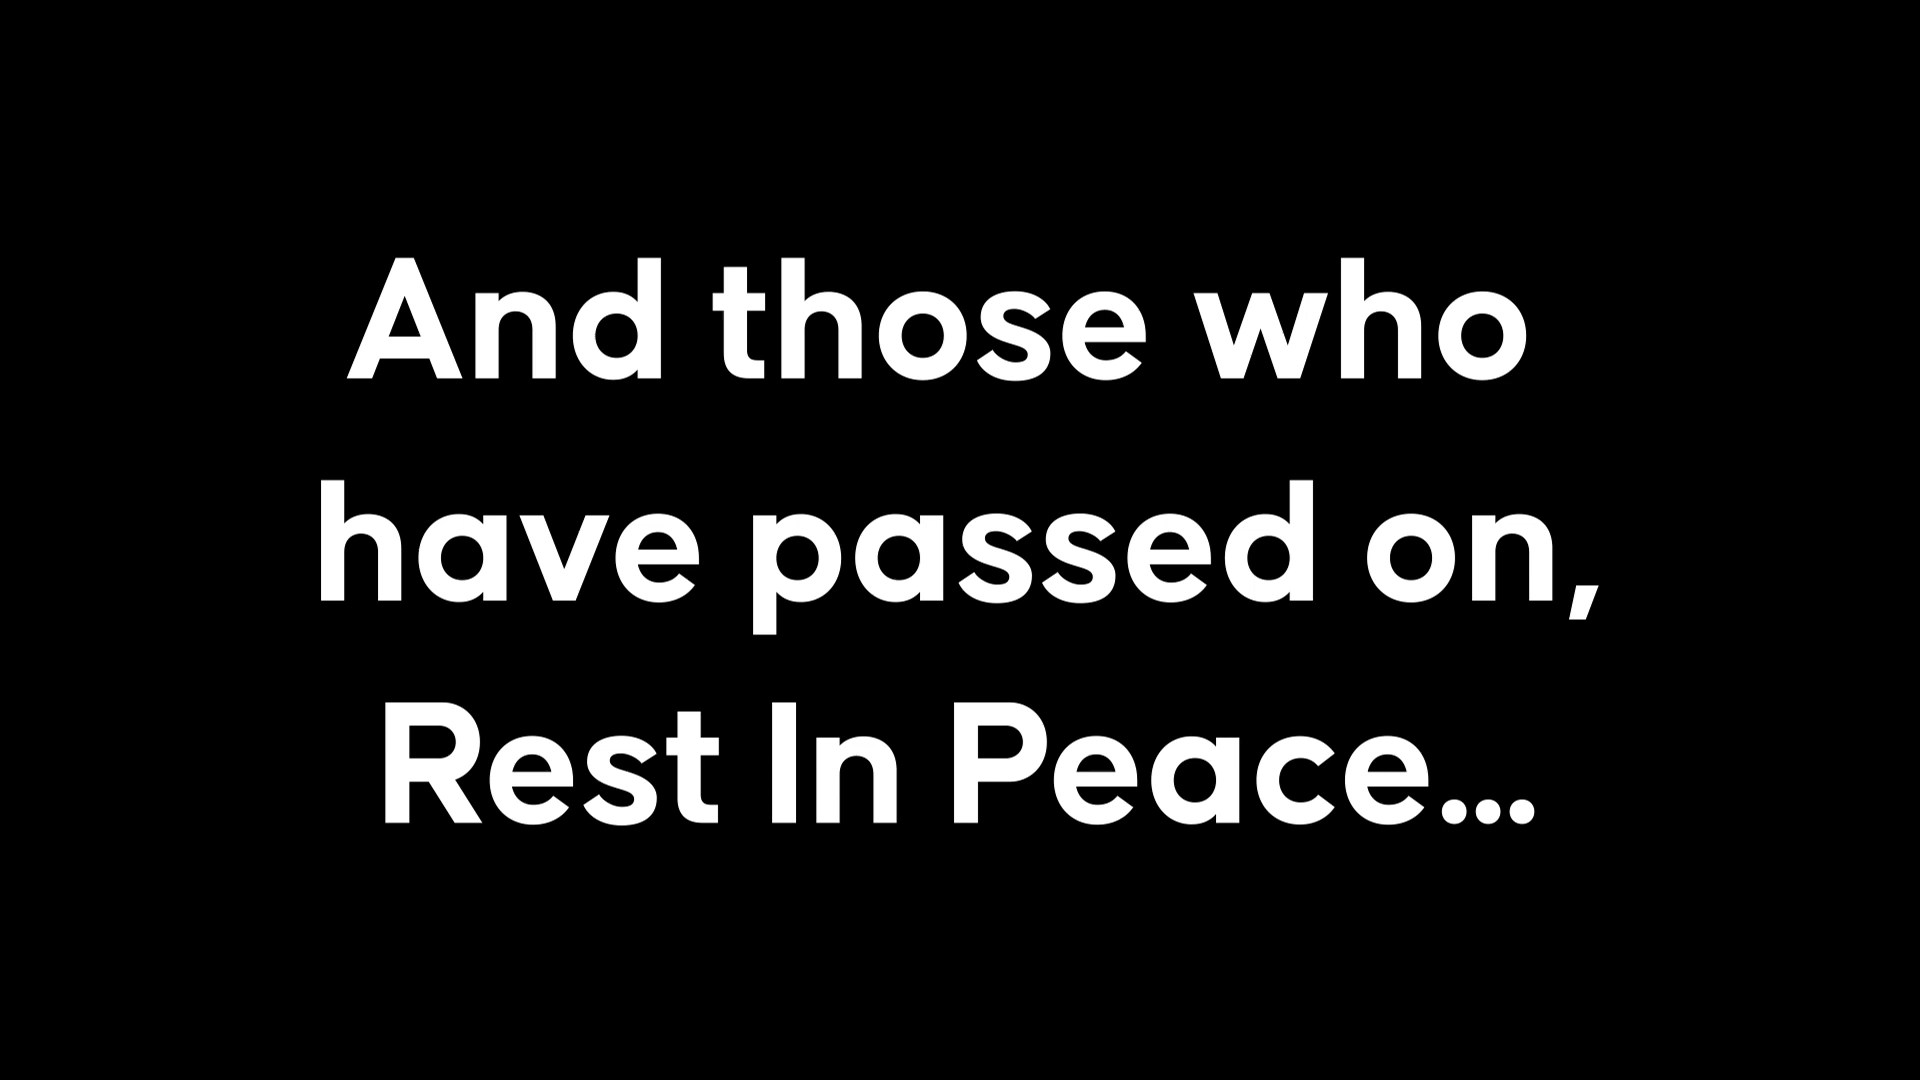 And those who
have passed on,
Rest In Peace...